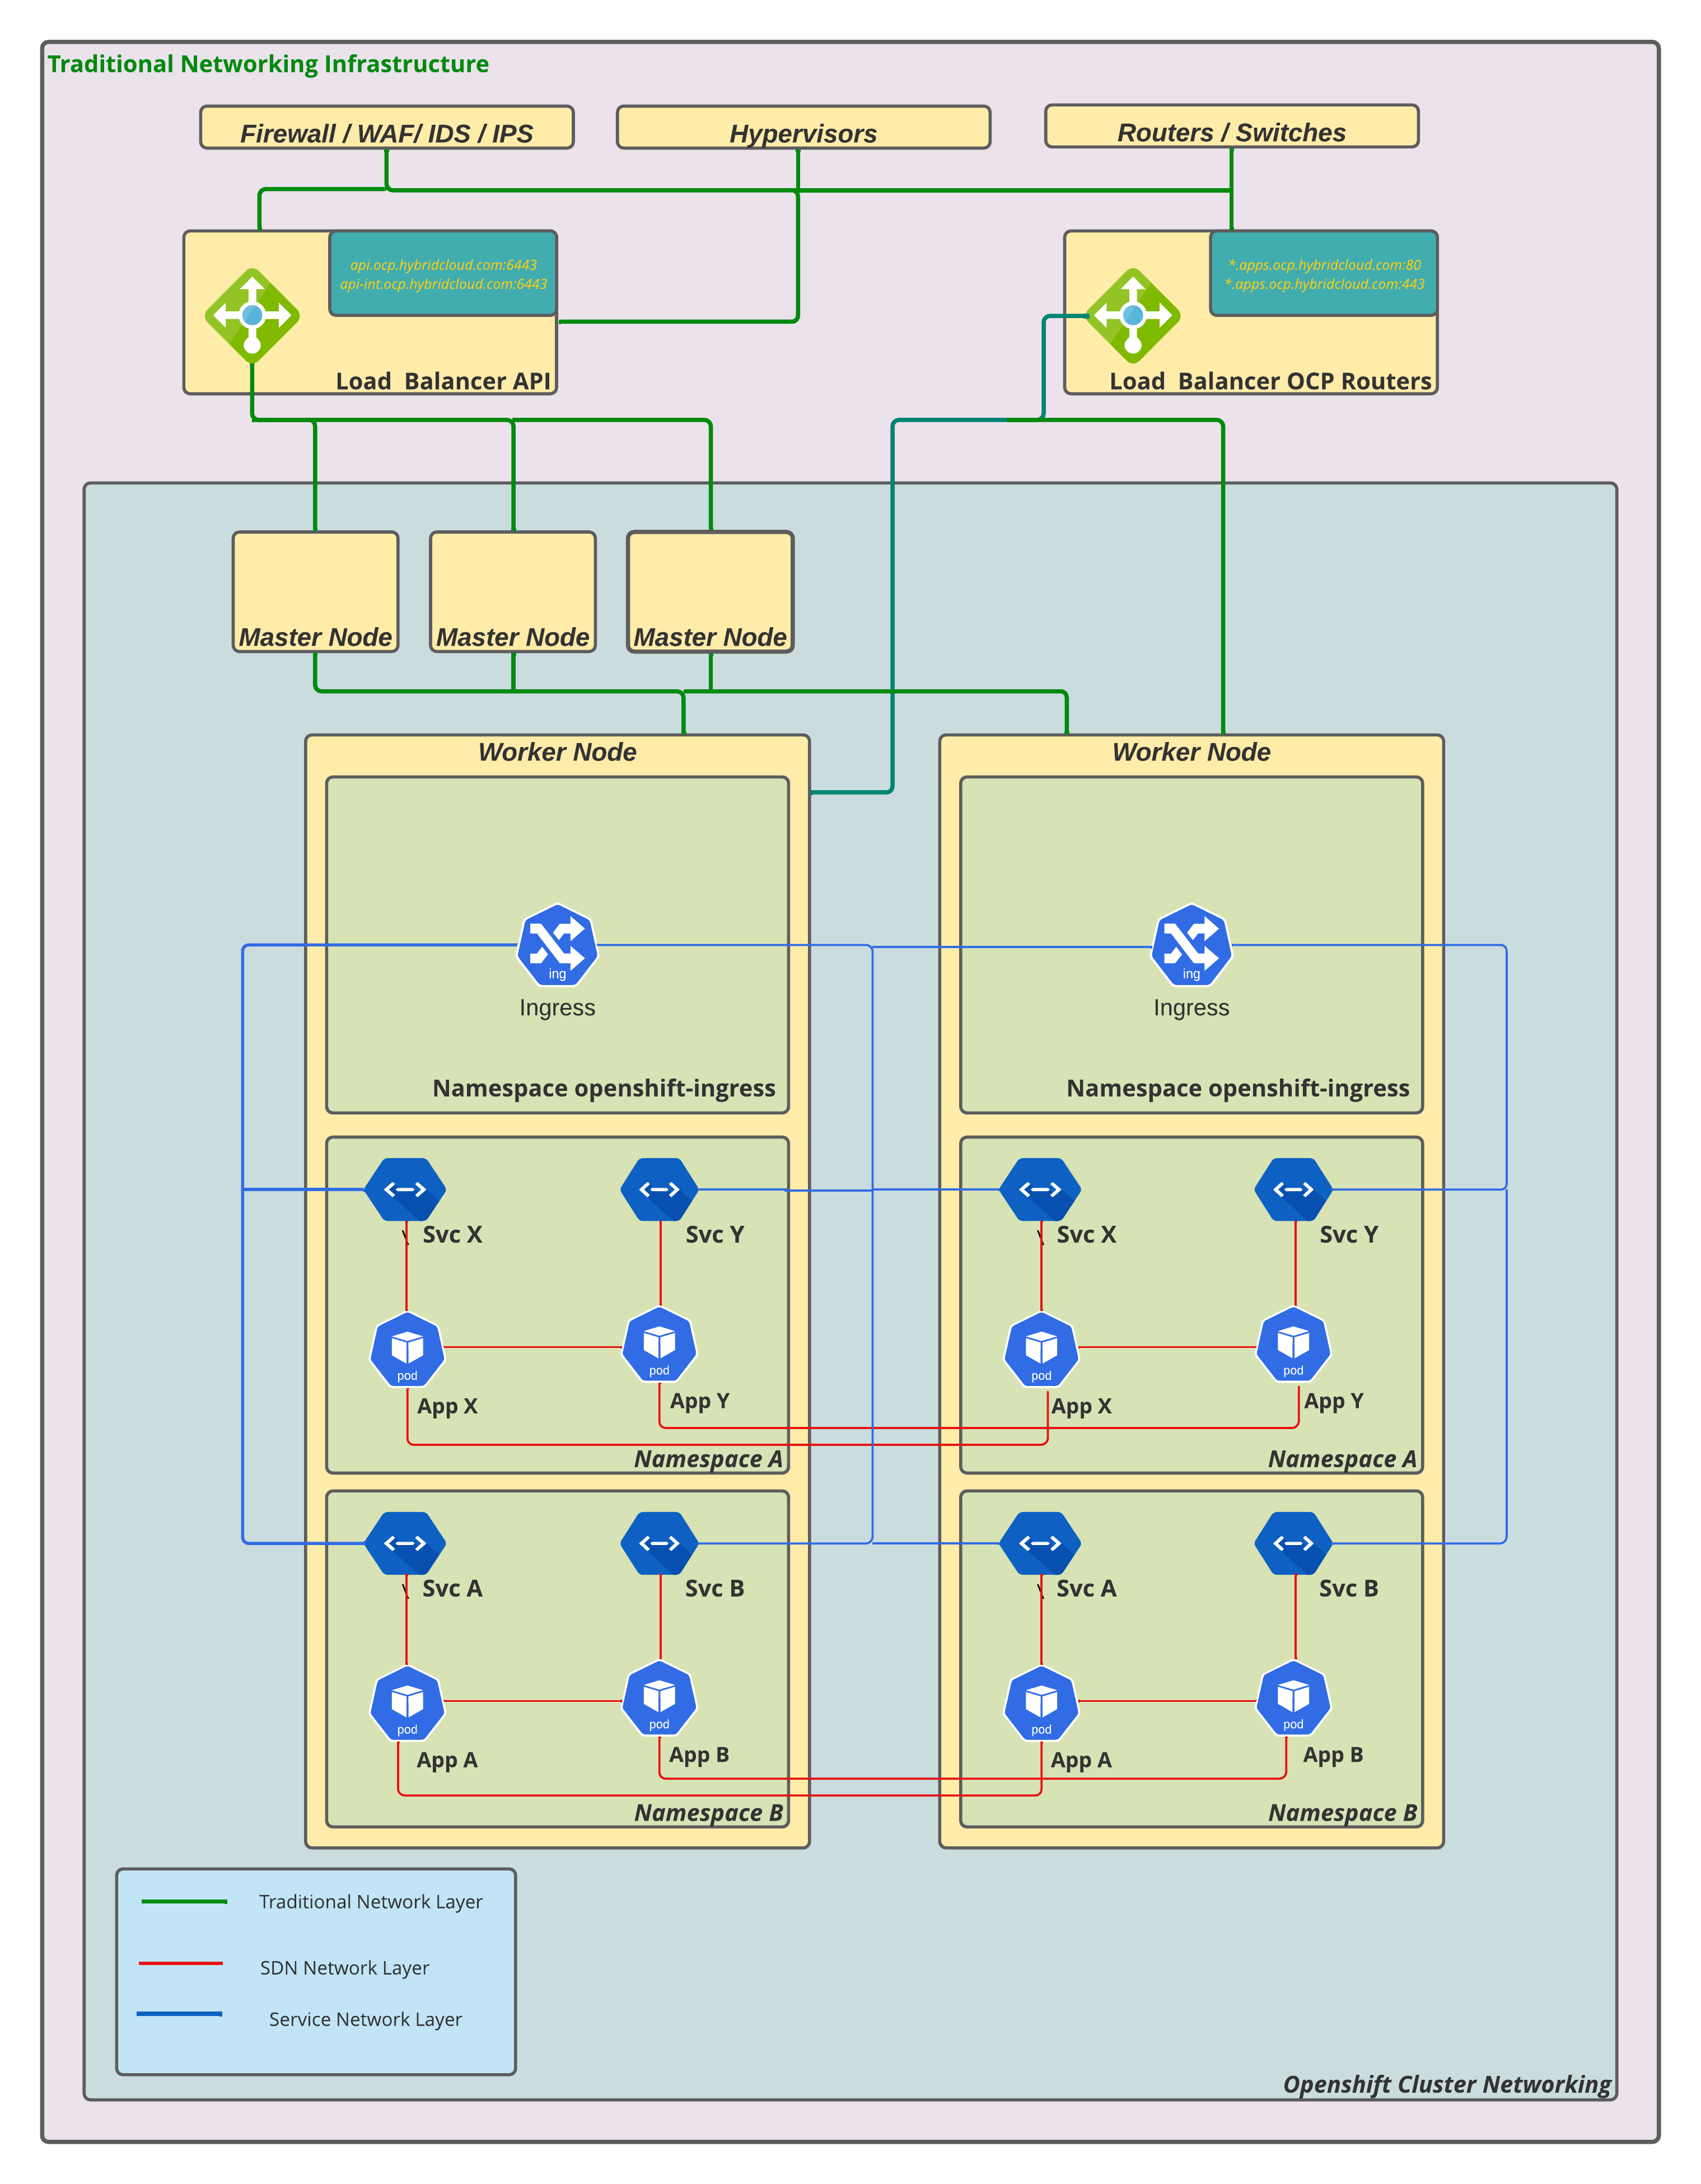 Traditional Networking Infrastructure
Firewall / WAF/ IDS / IPS
Hypervisors
Routers / Switches
api.ocp.hybridcloud.com:6443
api-int.ocp.hybridcloud.com:6443
Load Balancer API
*.apps.ocp.hybridcloud.com:80
*.apps.ocp.hybridcloud.com:443
Load Balancer OCP Routers
Master Node
Master Node
Master Node
Worker Node
ing
Ingress
Namespace openshift-ingress
\
Svc X
Svc Y
pod
App X
pod
App Y
Namespace A
\
Svc A
Svc B
pod
App A
pod
App B
Namespace B
Worker Node
ing
Ingress
Namespace openshift-ingress
\
Svc X
Svc Y
pod
App X
pod
App Y
Namespace A
\
Svc A
Svc B
pod
App A
pod
App B
Namespace B
Traditional Network Layer
SDN Network Layer
Service Network Layer
Openshift Cluster Networking